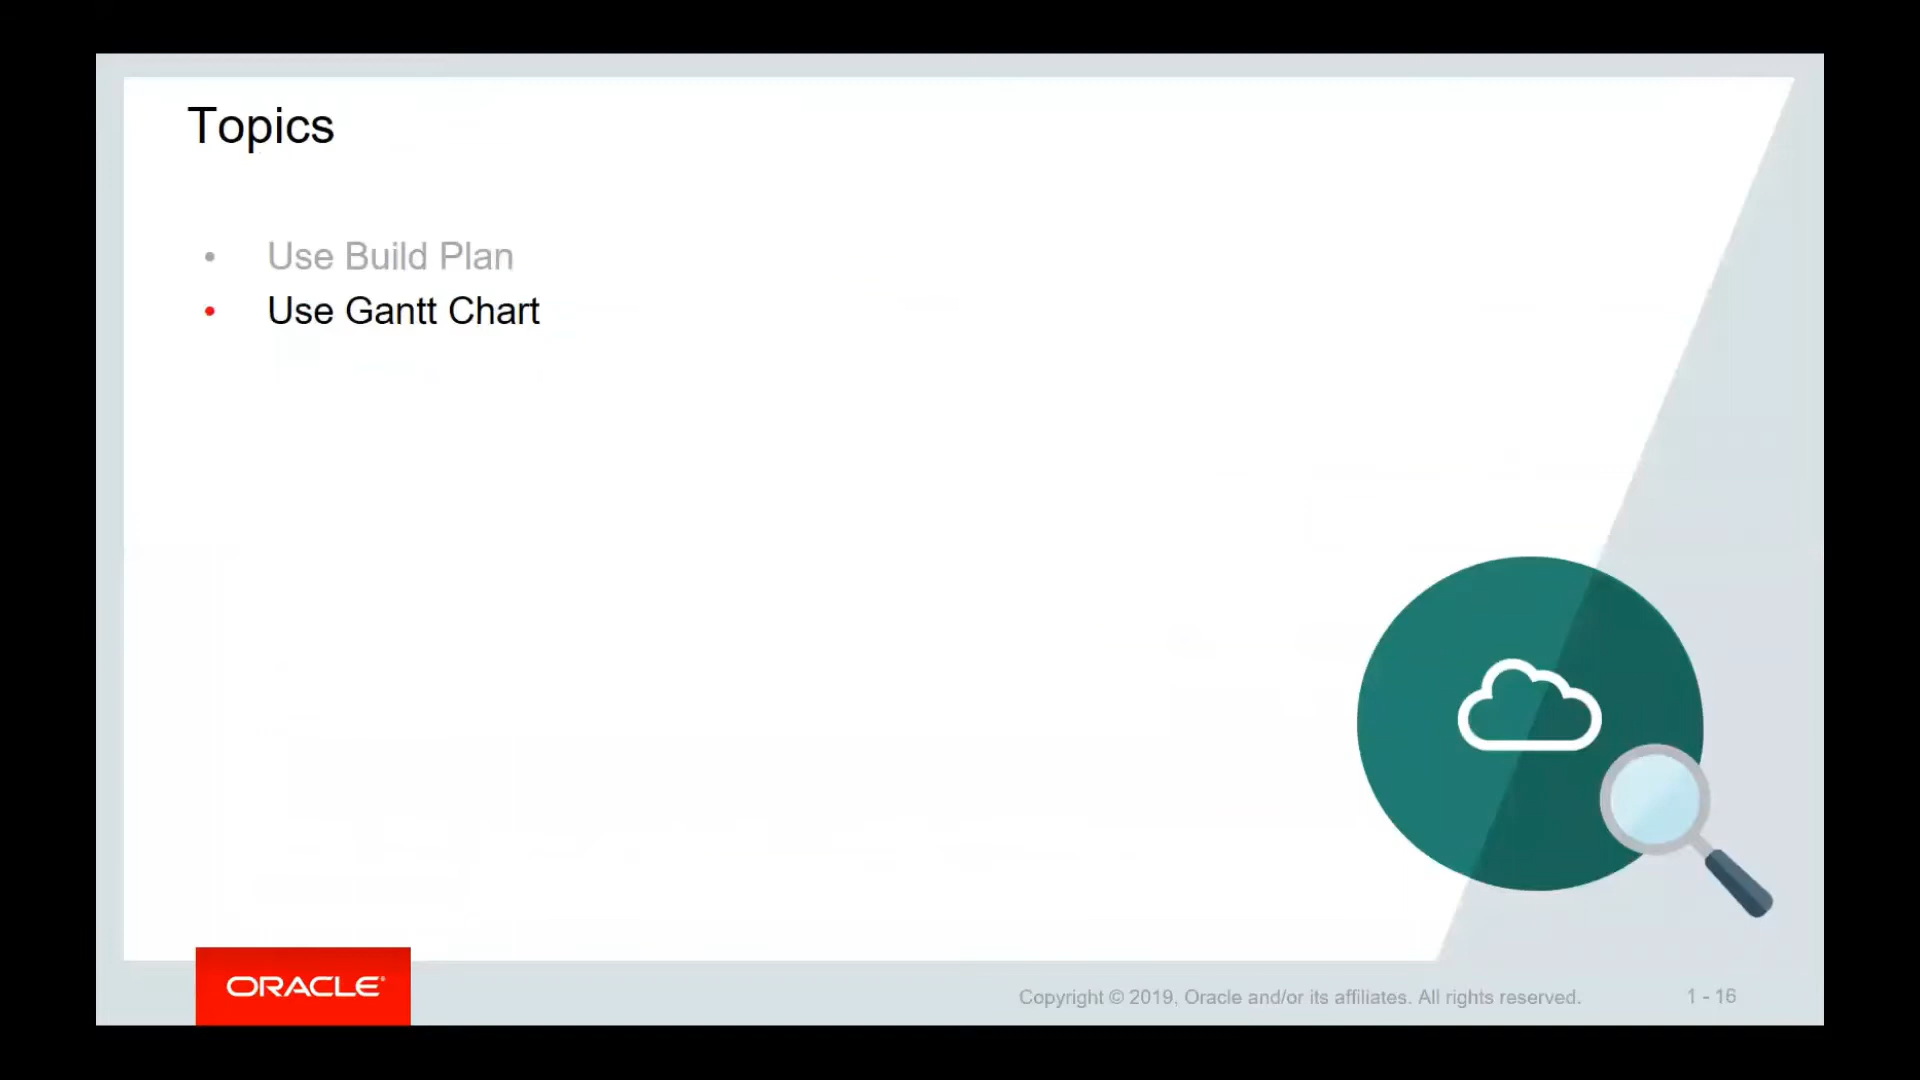 Topics
• Use Build Plan
• Use Gantt Chart
ORACLE®
Copyright © 2019, Oracle and/or its affiliates. All rights reserved.
1 - 16